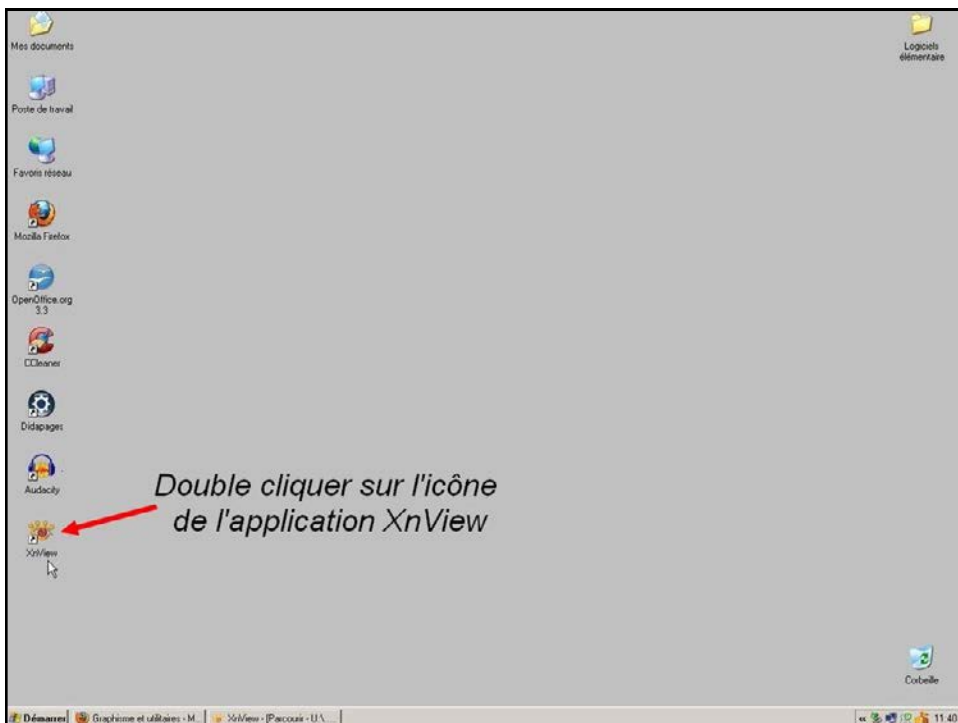 Mes documents
Poste de travail
Favoris réseau
Mozilla Firefox
OpenOffice.org
3.3
CCleaner
Didapages
Audacity
XnView
Double cliquer sur l'icône
de l'application XnView
Logiciels
élémentaire
Corbeille
Démarrer
Graphisme et utilitaires - M...
XnView - [Parcourir - U:\...
11:40